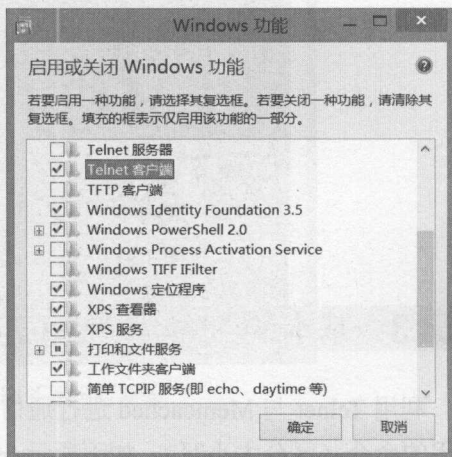 Windows 功能
启用或关闭 Windows 功能
若要启用一种功能，请选择其复选框。若要关闭一种功能，请清除其
复选框。填充的框表示仅启用该功能的一部分。
Telnet 服务器
Telnet 客户端
TFTP 客户端
Windows Identity Foundation 3.5
Windows PowerShell 2.0
Windows Process Activation Service
Windows TIFF IFilter
Windows 定位程序
XPS 查看器
XPS 服务
打印和文件服务
工作文件夹客户端
简单 TCPIP 服务(即 echo、daytime 等)
确定
取消